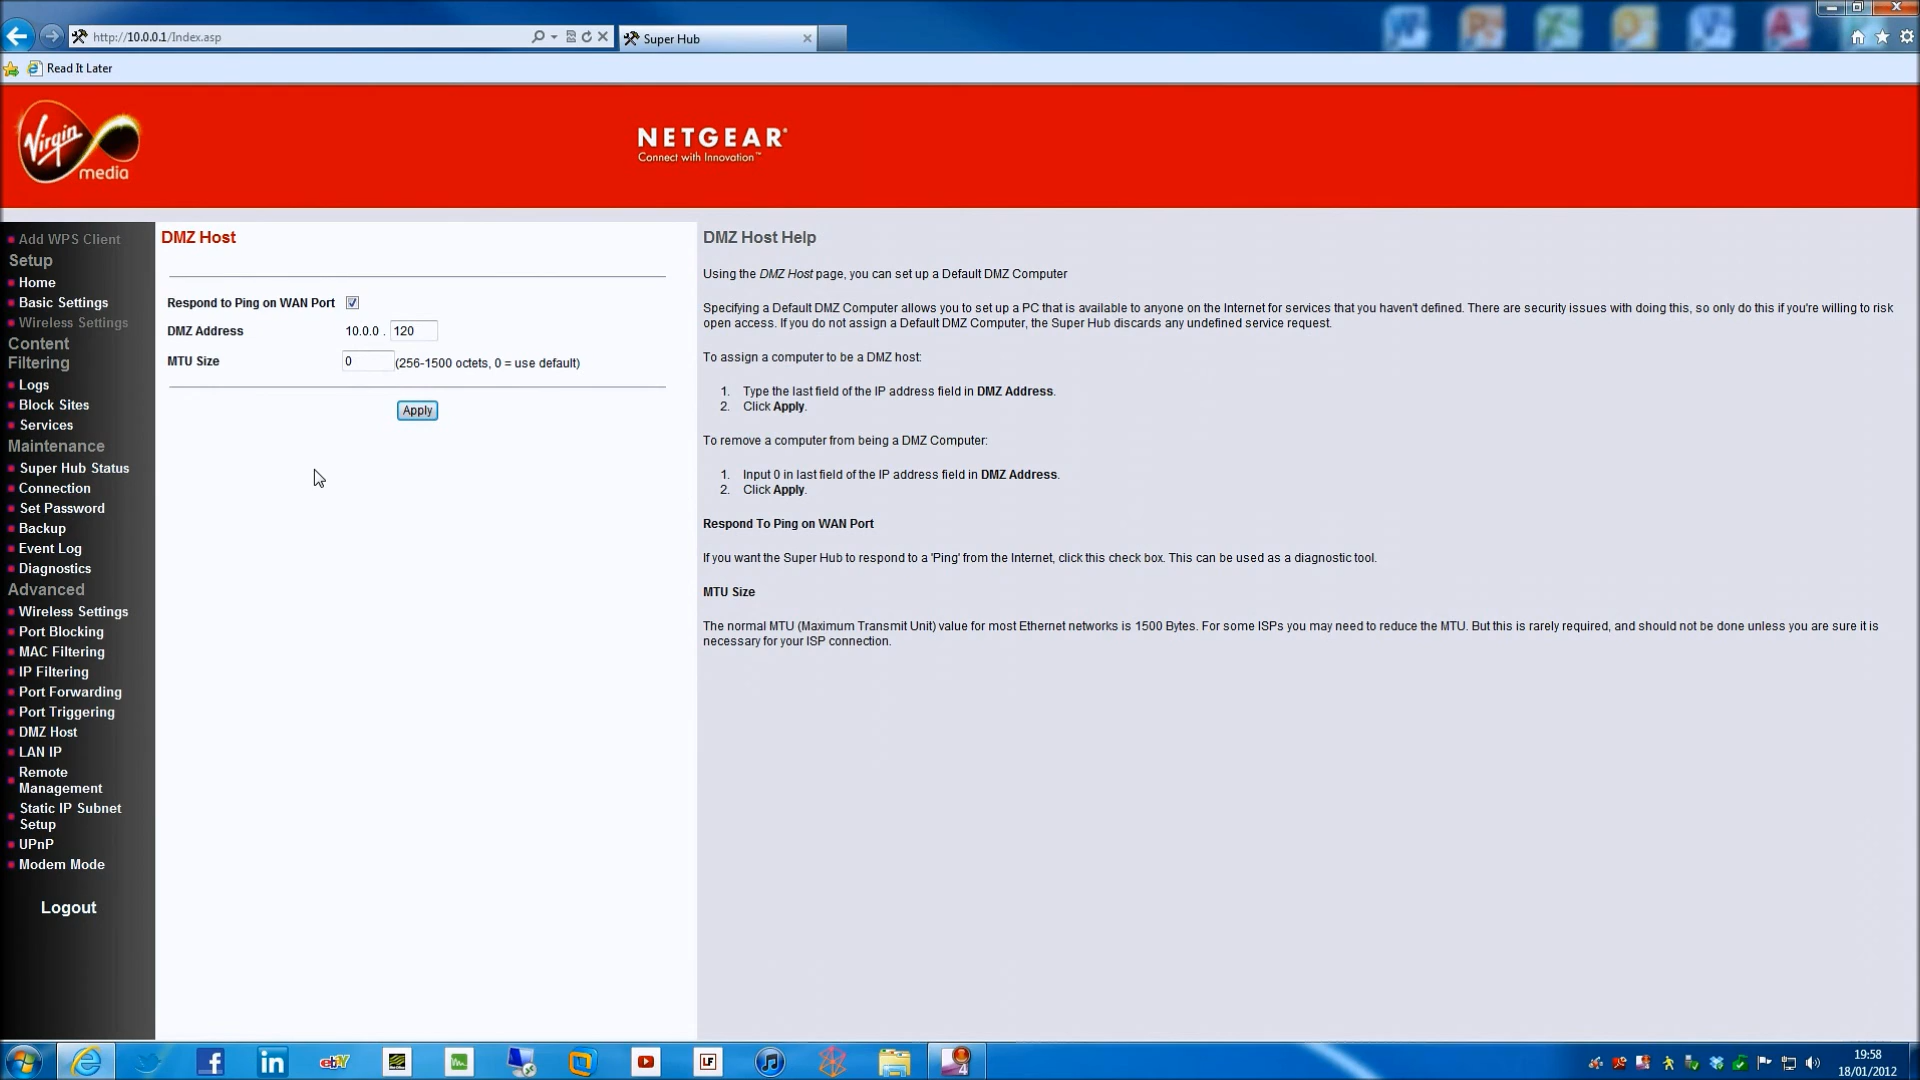 http://10.0.0.1/Index.asp
Super Hub
Read It Later
Virgin
media
NETGEAR®
Connect with Innovation™
Add WPS Client
Setup
Home
Basic Settings
Wireless Settings
Content
Filtering
Logs
Block Sites
Services
Maintenance
Super Hub Status
Connection
Set Password
Backup
Event Log
Diagnostics
Advanced
Wireless Settings
Port Blocking
MAC Filtering
IP Filtering
Port Forwarding
Port Triggering
DMZ Host
LAN IP
Remote
Management
Static IP Subnet
Setup
UPnP
Modem Mode
Logout
DMZ Host
Respond to Ping on WAN Port
DMZ Address 10.0.0 . 120
MTU Size 0 (256-1500 octets, 0 = use default)
Apply
DMZ Host Help
Using the DMZ Host page, you can set up a Default DMZ Computer
Specifying a Default DMZ Computer allows you to set up a PC that is available to anyone on the Internet for services that you haven't defined. There are security issues with doing this, so only do this if you're willing to risk
open access. If you do not assign a Default DMZ Computer, the Super Hub discards any undefined service request.
To assign a computer to be a DMZ host:
1. Type the last field of the IP address field in DMZ Address.
2. Click Apply.
To remove a computer from being a DMZ Computer:
1. Input 0 in last field of the IP address field in DMZ Address.
2. Click Apply.
Respond To Ping on WAN Port
If you want the Super Hub to respond to a 'Ping' from the Internet, click this check box. This can be used as a diagnostic tool.
MTU Size
The normal MTU (Maximum Transmit Unit) value for most Ethernet networks is 1500 Bytes. For some ISPs you may need to reduce the MTU. But this is rarely required, and should not be done unless you are sure it is
necessary for your ISP connection.
ebY
LF
4
19:58
18/01/2012